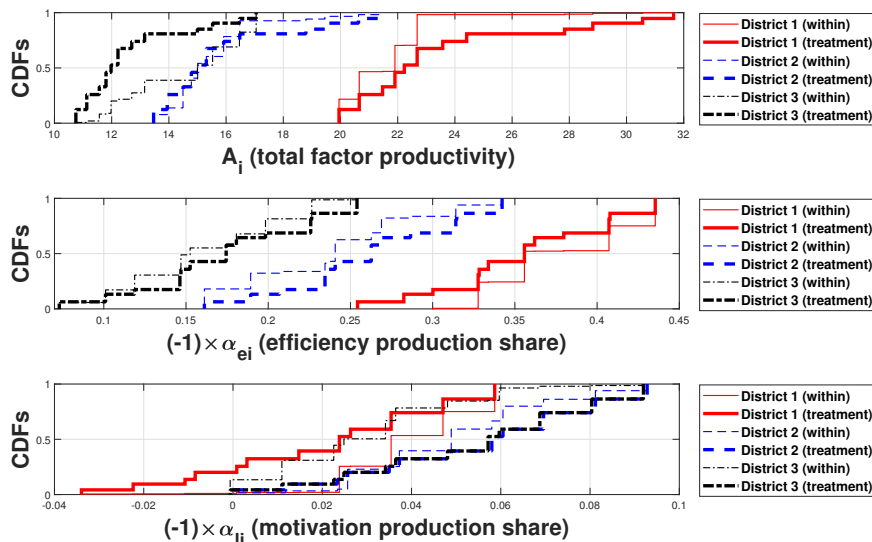 CDFs
1
0.5
0
10 12 14 16 18 20 22 24 26 28 30 32
A_i (total factor productivity)
District 1 (within)
District 1 (treatment)
District 2 (within)
District 2 (treatment)
District 3 (within)
District 3 (treatment)
CDFs
1
0.5
0
0.1 0.15 0.2 0.25 0.3 0.35 0.4 0.45
(-1)×α_ei (efficiency production share)
District 1 (within)
District 1 (treatment)
District 2 (within)
District 2 (treatment)
District 3 (within)
District 3 (treatment)
CDFs
1
0.5
0
-0.04 -0.02 0 0.02 0.04 0.06 0.08 0.1
(-1)×α_li (motivation production share)
District 1 (within)
District 1 (treatment)
District 2 (within)
District 2 (treatment)
District 3 (within)
District 3 (treatment)